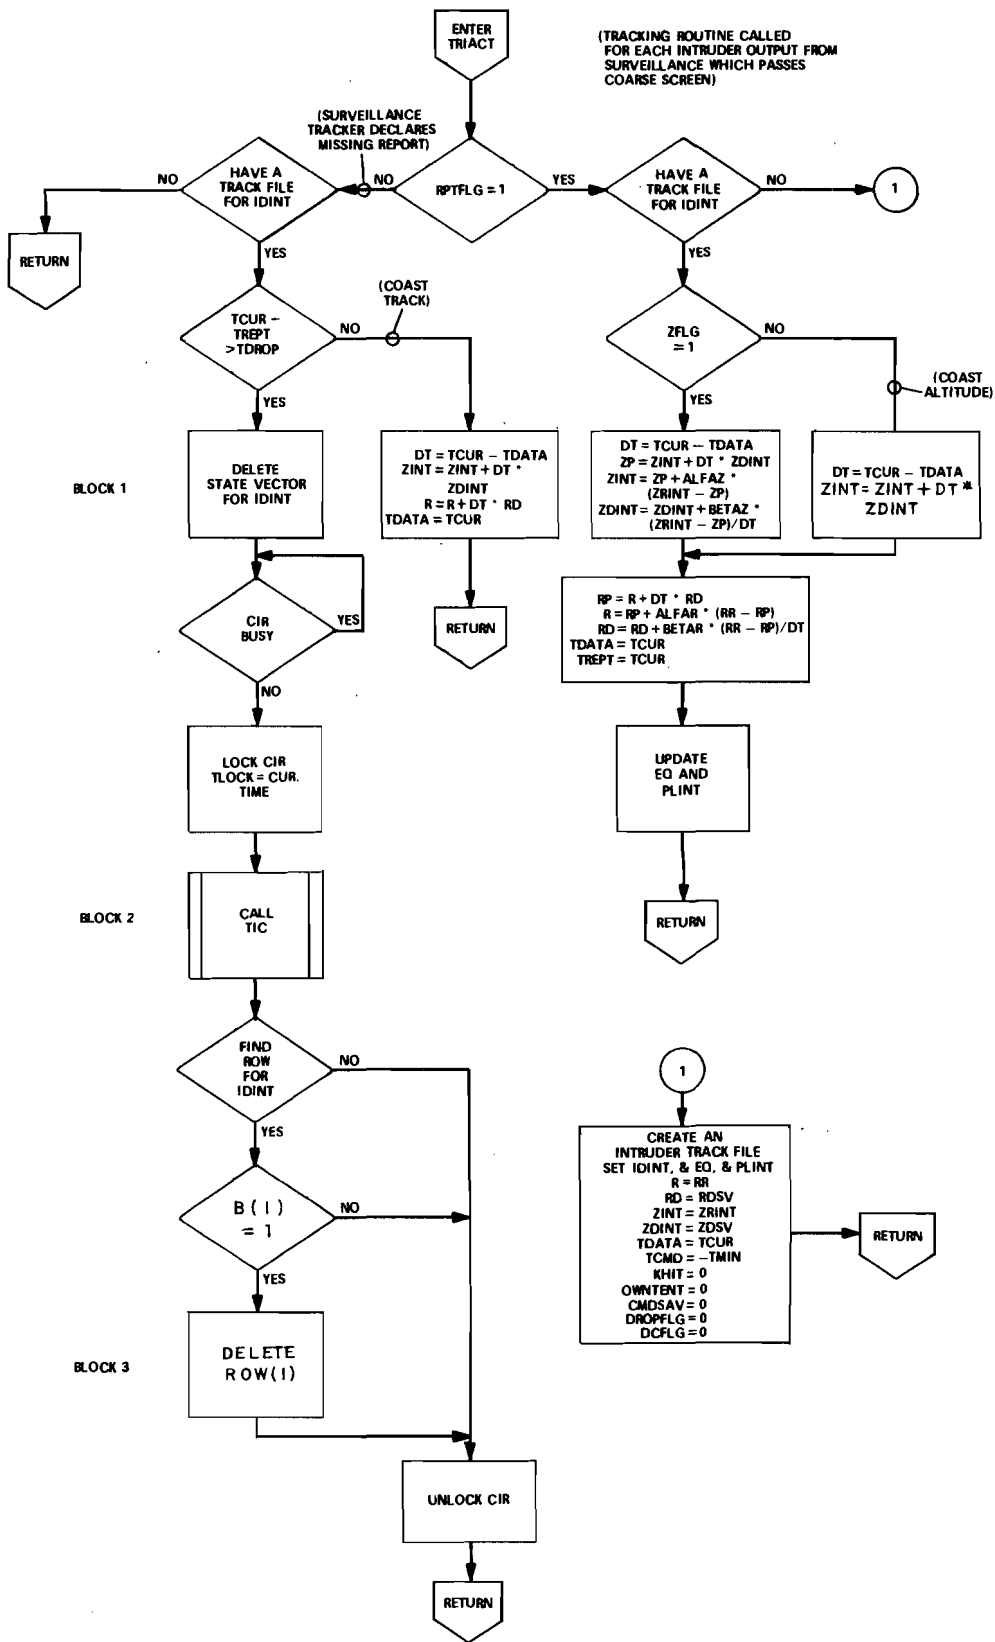 ENTER
TRIACT
(TRACKING ROUTINE CALLED
FOR EACH INTRUDER OUTPUT FROM
SURVEILLANCE WHICH PASSES
COARSE SCREEN)
(SURVEILLANCE
TRACKER DECLARES
MISSING REPORT)
NO
HAVE A
TRACK FILE
FOR IDINT
NO
RPTFLG = 1
YES
HAVE A
TRACK FILE
FOR IDINT
NO
1
RETURN
YES
YES
TCUR –
TREPT
>TDROP
NO
(COAST
TRACK)
ZFLG
= 1
NO
(COAST
ALTITUDE)
YES
YES
BLOCK 1
DELETE
STATE VECTOR
FOR IDINT
DT = TCUR – TDATA
ZINT = ZINT + DT *
ZDINT
R = R + DT * RD
TDATA = TCUR
DT = TCUR – TDATA
ZP = ZINT + DT * ZDINT
ZINT = ZP + ALFAZ *
(ZRINT – ZP)
ZDINT = ZDINT + BETAZ *
(ZRINT – ZP)/DT
DT = TCUR – TDATA
ZINT = ZINT + DT *
ZDINT
CIR
BUSY
YES
NO
RETURN
RP = R + DT * RD
R = RP + ALFAR * (RR – RP)
RD = RD + BETAR * (RR – RP)/DT
TDATA = TCUR
TREPT = TCUR
LOCK CIR
TLOCK = CUR.
TIME
UPDATE
EQ AND
PLINT
BLOCK 2
CALL
TIC
RETURN
FIND
ROW
FOR
IDINT
NO
YES
1
B(I)
= 1
NO
YES
CREATE AN
INTRUDER TRACK FILE
SET IDINT, & EQ, & PLINT
R = RR
RD = RDSV
ZINT = ZRINT
ZDINT = ZDSV
TDATA = TCUR
TCMD = –TMIN
KHIT = 0
OWNTENT = 0
CMDSAV = 0
DROPFLG = 0
DCFLG = 0
RETURN
BLOCK 3
DELETE
ROW(I)
UNLOCK CIR
RETURN